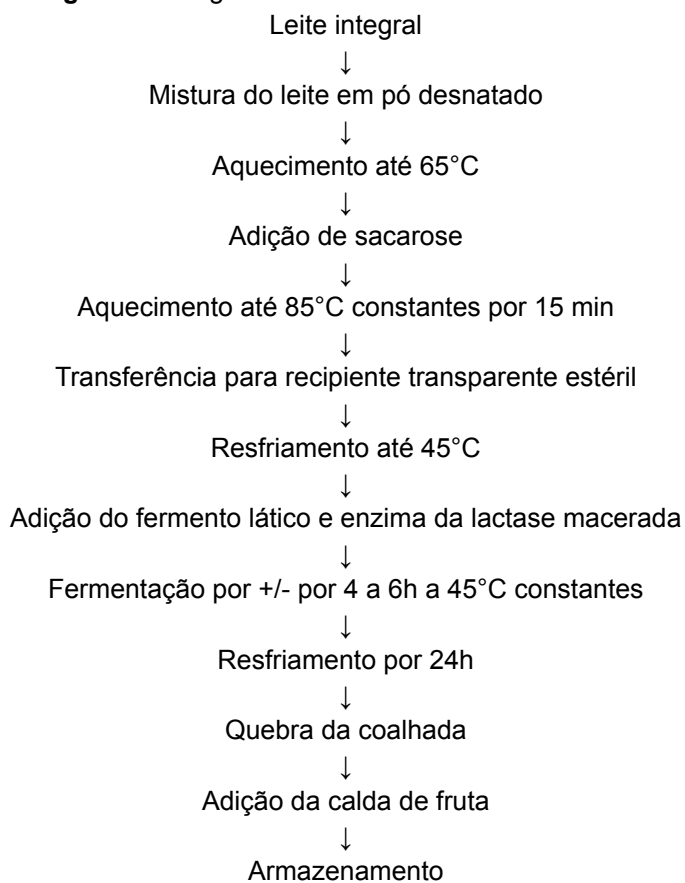 Leite integral
↓
Mistura do leite em pó desnatado
↓
Aquecimento até 65°C
↓
Adição de sacarose
↓
Aquecimento até 85°C constantes por 15 min
↓
Transferência para recipiente transparente estéril
↓
Resfriamento até 45°C
↓
Adição do fermento lático e enzima da lactase macerada
↓
Fermentação por +/- por 4 a 6h a 45°C constantes
↓
Resfriamento por 24h
↓
Quebra da coalhada
↓
Adição da calda de fruta
↓
Armazenamento